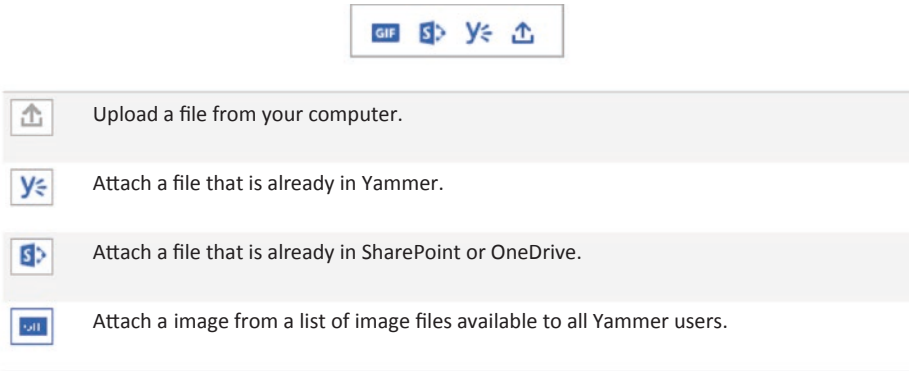 GIF S Y
Upload a file from your computer.
Y Attach a file that is already in Yammer.
S Attach a file that is already in SharePoint or OneDrive.
Attach a image from a list of image files available to all Yammer users.